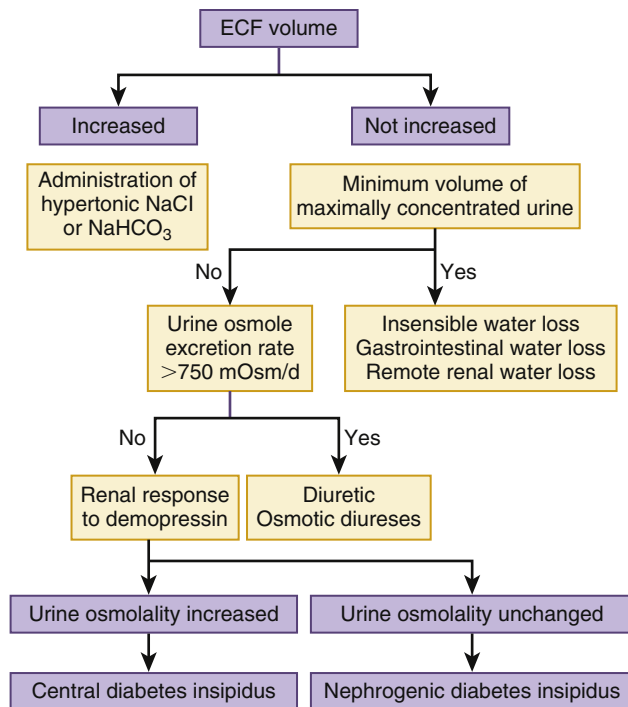 ECF volume
Increased
Not increased
Administration of
hypertonic NaCl
or NaHCO₃
Minimum volume of
maximally concentrated urine
No
Yes
Urine osmole
excretion rate
>750 mOsm/d
Insensible water loss
Gastrointestinal water loss
Remote renal water loss
No
Yes
Renal response
to demopressin
Diuretic
Osmotic diureses
Urine osmolality increased
Urine osmolality unchanged
Central diabetes insipidus
Nephrogenic diabetes insipidus